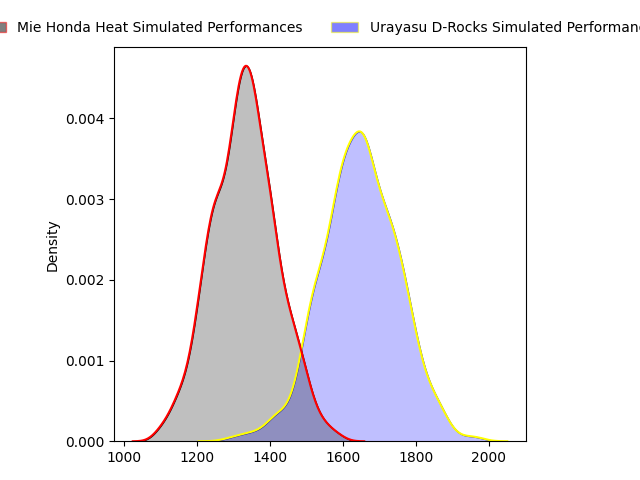 Mie Honda Heat Simulated Performances
Urayasu D-Rocks Simulated Performan
Density
0.004
0.003
0.002
0.001
0.000
1000 1200 1400 1600 1800 2000